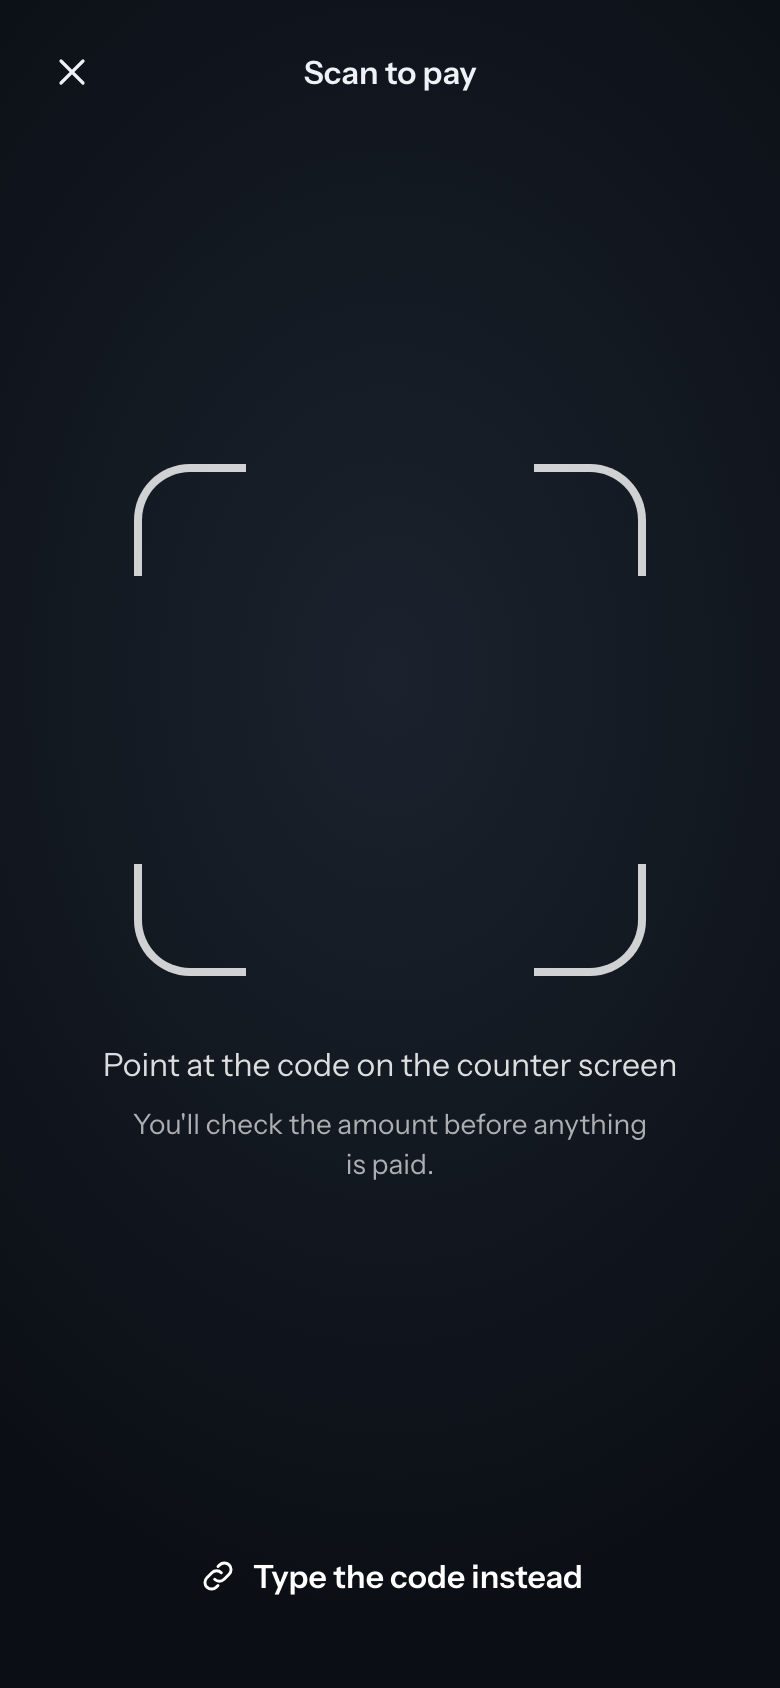 Scan to pay
Point at the code on the counter screen
You'll check the amount before anything
is paid.
Type the code instead